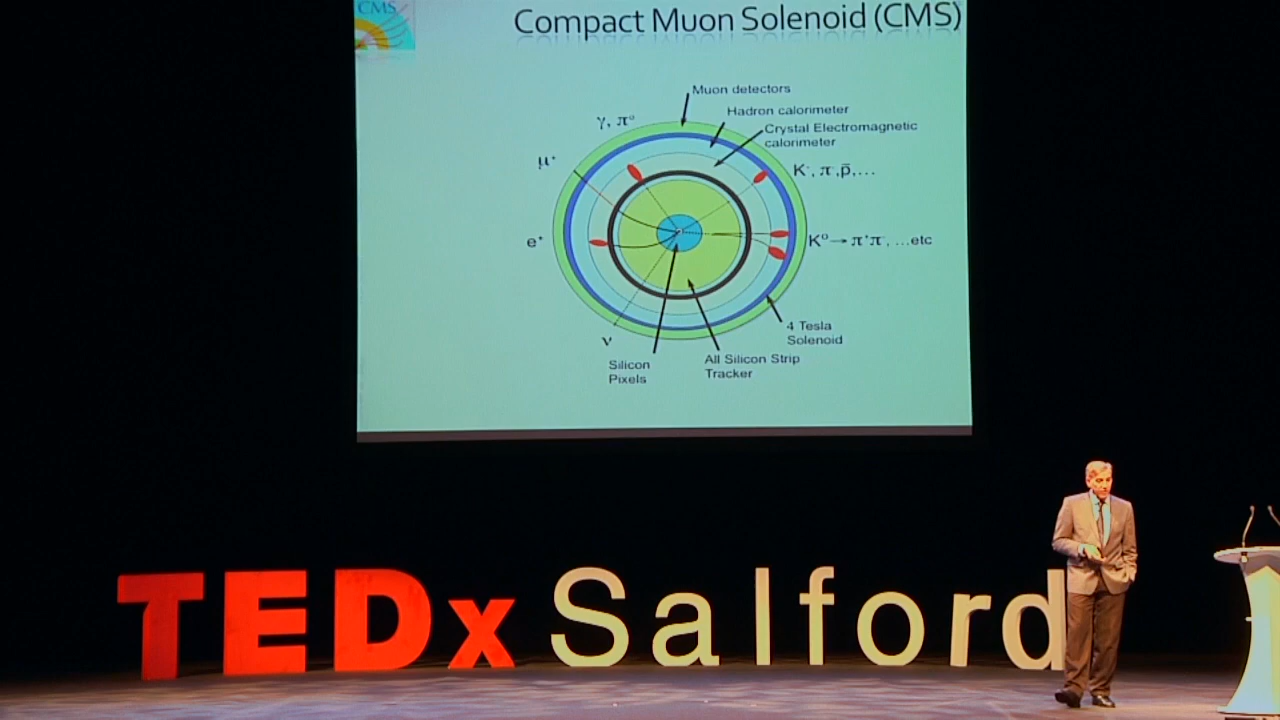 CMS
Compact Muon Solenoid (CMS)
Muon detectors
Hadron calorimeter
Crystal Electromagnetic
calorimeter
γ, π°
μ⁺
K⁻, π⁻, p̄,...
e⁺
K⁰→π⁺π⁻, ...etc
ν
4 Tesla
Solenoid
Silicon
Pixels
All Silicon Strip
Tracker
TEDx Salford